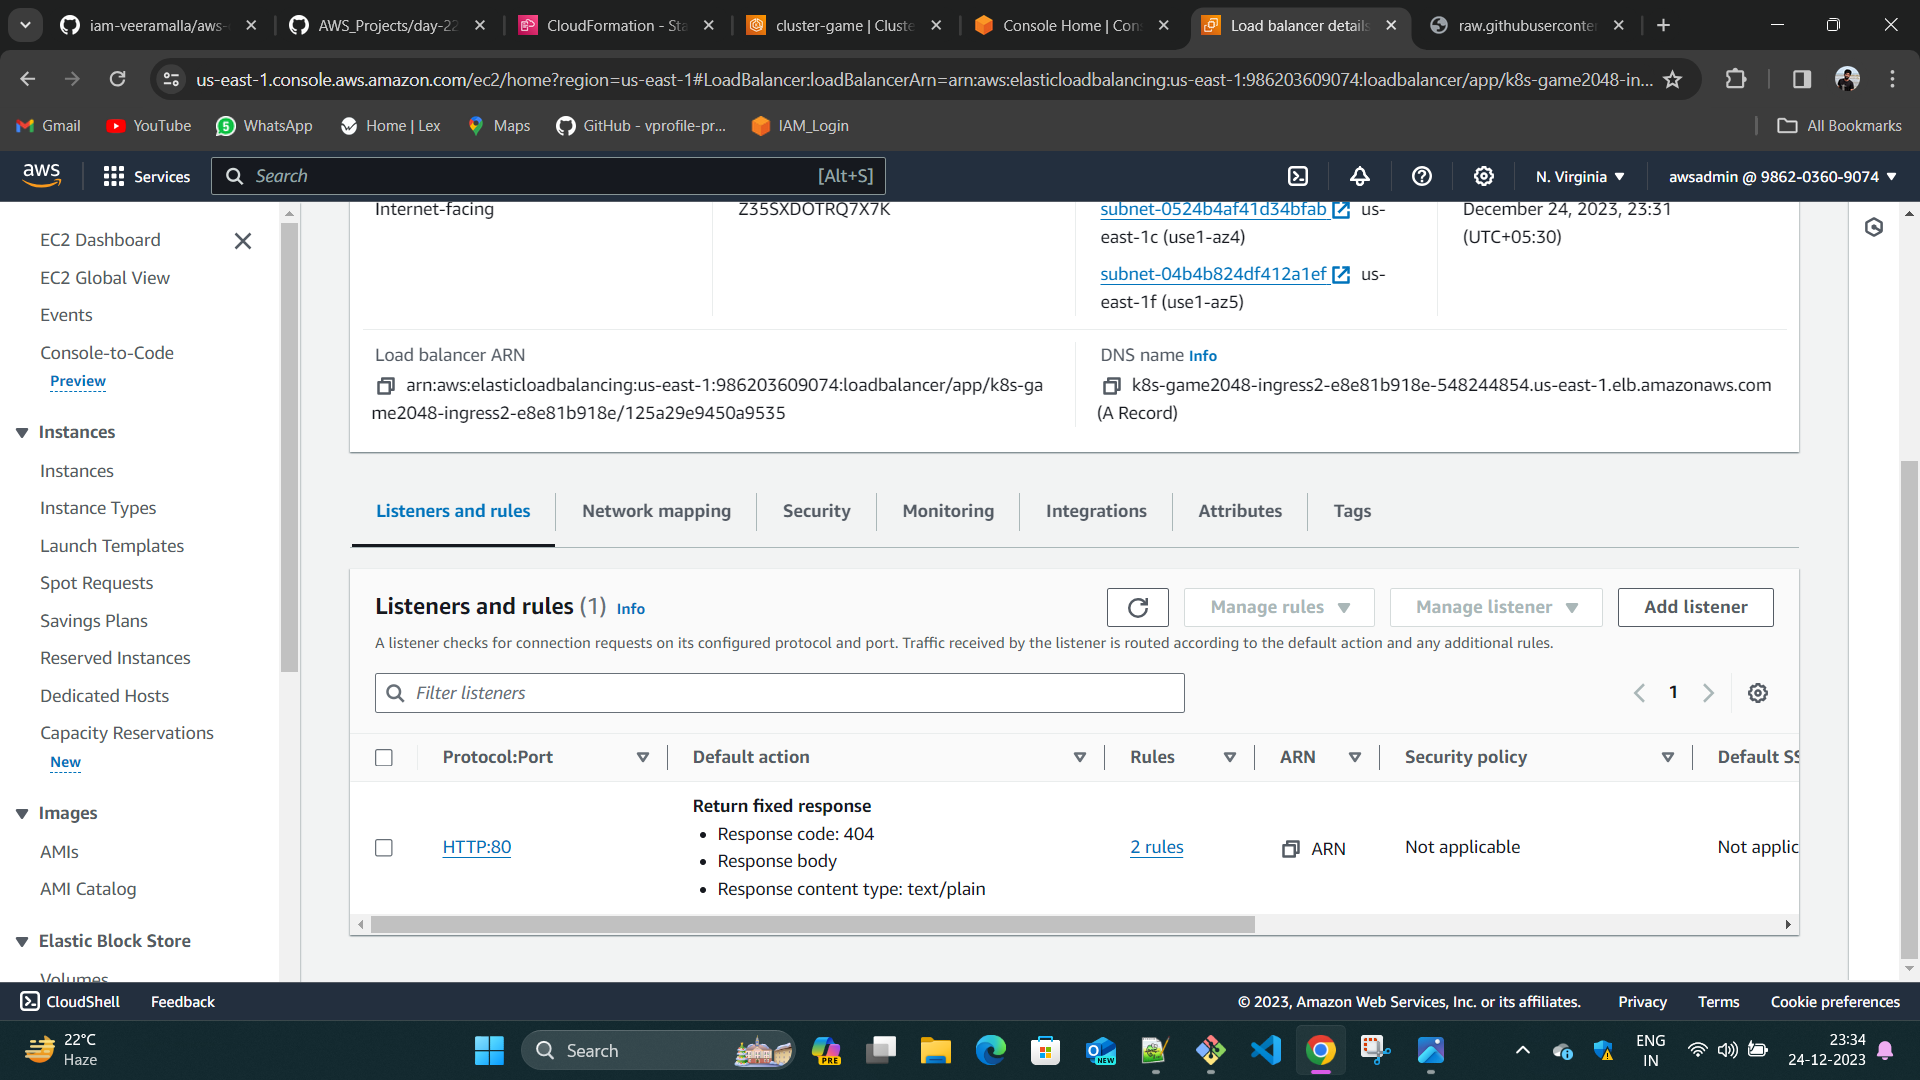 iam-veeramalla/aws-
AWS_Projects/day-22
CloudFormation - Sta
cluster-game | Cluste
Console Home | Con
Load balancer details
raw.githubuserconte
us-east-1.console.aws.amazon.com/ec2/home?region=us-east-1#LoadBalancer:loadBalancerArn=arn:aws:elasticloadbalancing:us-east-1:986203609074:loadbalancer/app/k8s-game2048-in...
Gmail
YouTube
WhatsApp
Home | Lex
Maps
GitHub - vprofile-pr...
IAM_Login
All Bookmarks
aws
Services
Search
[Alt+S]
N. Virginia
awsadmin @ 9862-0360-9074
EC2 Dashboard
EC2 Global View
Events
Console-to-Code
Preview
Instances
Instances
Instance Types
Launch Templates
Spot Requests
Savings Plans
Reserved Instances
Dedicated Hosts
Capacity Reservations
New
Images
AMIs
AMI Catalog
Elastic Block Store
Volumes
Internet-facing
Z35SXDOTRQ7X7K
subnet-0524b4af41d34bfab us-
east-1c (use1-az4)
subnet-04b4b824df412a1ef us-
east-1f (use1-az5)
December 24, 2023, 23:31
(UTC+05:30)
Load balancer ARN
arn:aws:elasticloadbalancing:us-east-1:986203609074:loadbalancer/app/k8s-ga
me2048-ingress2-e8e81b918e/125a29e9450a9535
DNS name Info
k8s-game2048-ingress2-e8e81b918e-548244854.us-east-1.elb.amazonaws.com
(A Record)
Listeners and rules
Network mapping
Security
Monitoring
Integrations
Attributes
Tags
Listeners and rules (1) Info
Manage rules
Manage listener
Add listener
A listener checks for connection requests on its configured protocol and port. Traffic received by the listener is routed according to the default action and any additional rules.
Filter listeners
1
Protocol:Port
Default action
Rules
ARN
Security policy
Default SS
HTTP:80
Return fixed response
• Response code: 404
• Response body
• Response content type: text/plain
2 rules
ARN
Not applicable
Not applic
CloudShell
Feedback
© 2023, Amazon Web Services, Inc. or its affiliates.
Privacy
Terms
Cookie preferences
22°C
Haze
Search
PRE
NEW
ENG
IN
23:34
24-12-2023